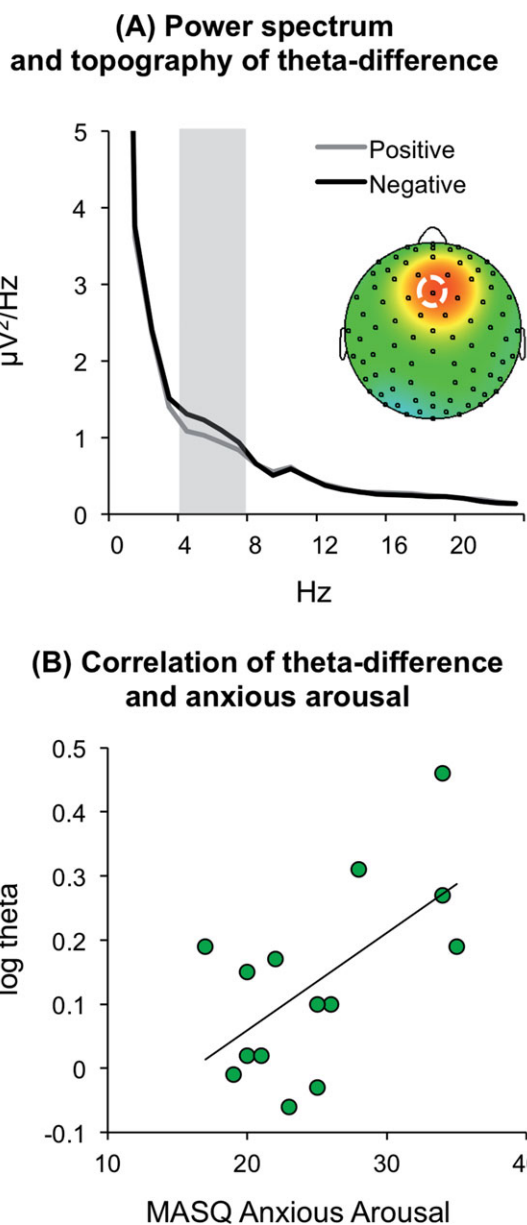 (A) Power spectrum
and topography of theta-difference
5
4
3
2
1
0
µV²/Hz
Positive
Negative
0 4 8 12 16 20
Hz
(B) Correlation of theta-difference
and anxious arousal
0.5
0.4
0.3
0.2
0.1
0
-0.1
log theta
10 20 30 40
MASQ Anxious Arousal